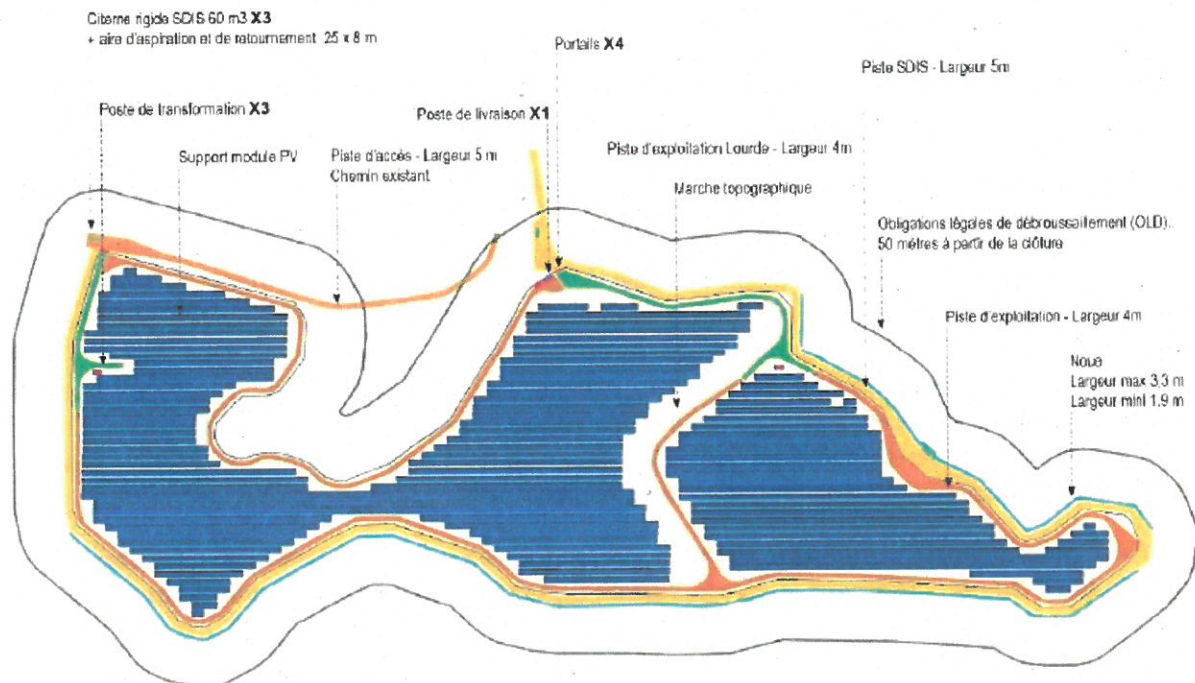 Citerne rigide SDIS 60 m3 X3
+ aire d'aspiration et de retournement 25 x 8 m
Portails X4
Piste SDIS - Largeur 5m
Poste de transformation X3
Poste de livraison X1
Support module PV
Piste d'accès - Largeur 5 m
Chemin existant
Piste d'exploitation Lourde - Largeur 4m
Marche topographique
Obligations légales de débroussaillement (OLD).
50 mètres à partir de la clôture
Piste d'exploitation - Largeur 4m
Noue
Largeur max 3,3 m
Largeur mini 1.9 m